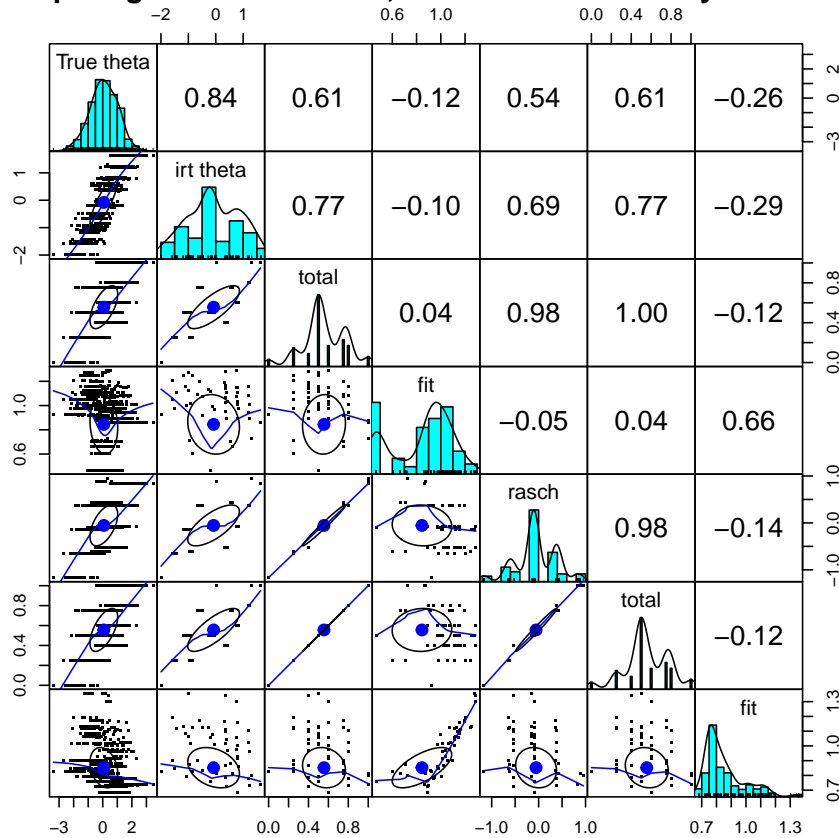 −2 0 1 0.6 1.0 0.0 0.4 0.8
True theta
0.84 0.61 −0.12 0.54 0.61 −0.26
−3 0 2
irt theta
−2 0 1
0.77 −0.10 0.69 0.77 −0.29
total
0.04 0.98 1.00 −0.12
0.0 0.4 0.8
fit
0.6 1.0
−0.05 0.04 0.66
rasch
0.98 −0.14
−1.0 0.0 1.0
total
0.0 0.4 0.8
−0.12
fit
0.7 1.0 1.3
−3 0 2 0.0 0.4 0.8 −1.0 0.0 1.0 0.7 1.0 1.3